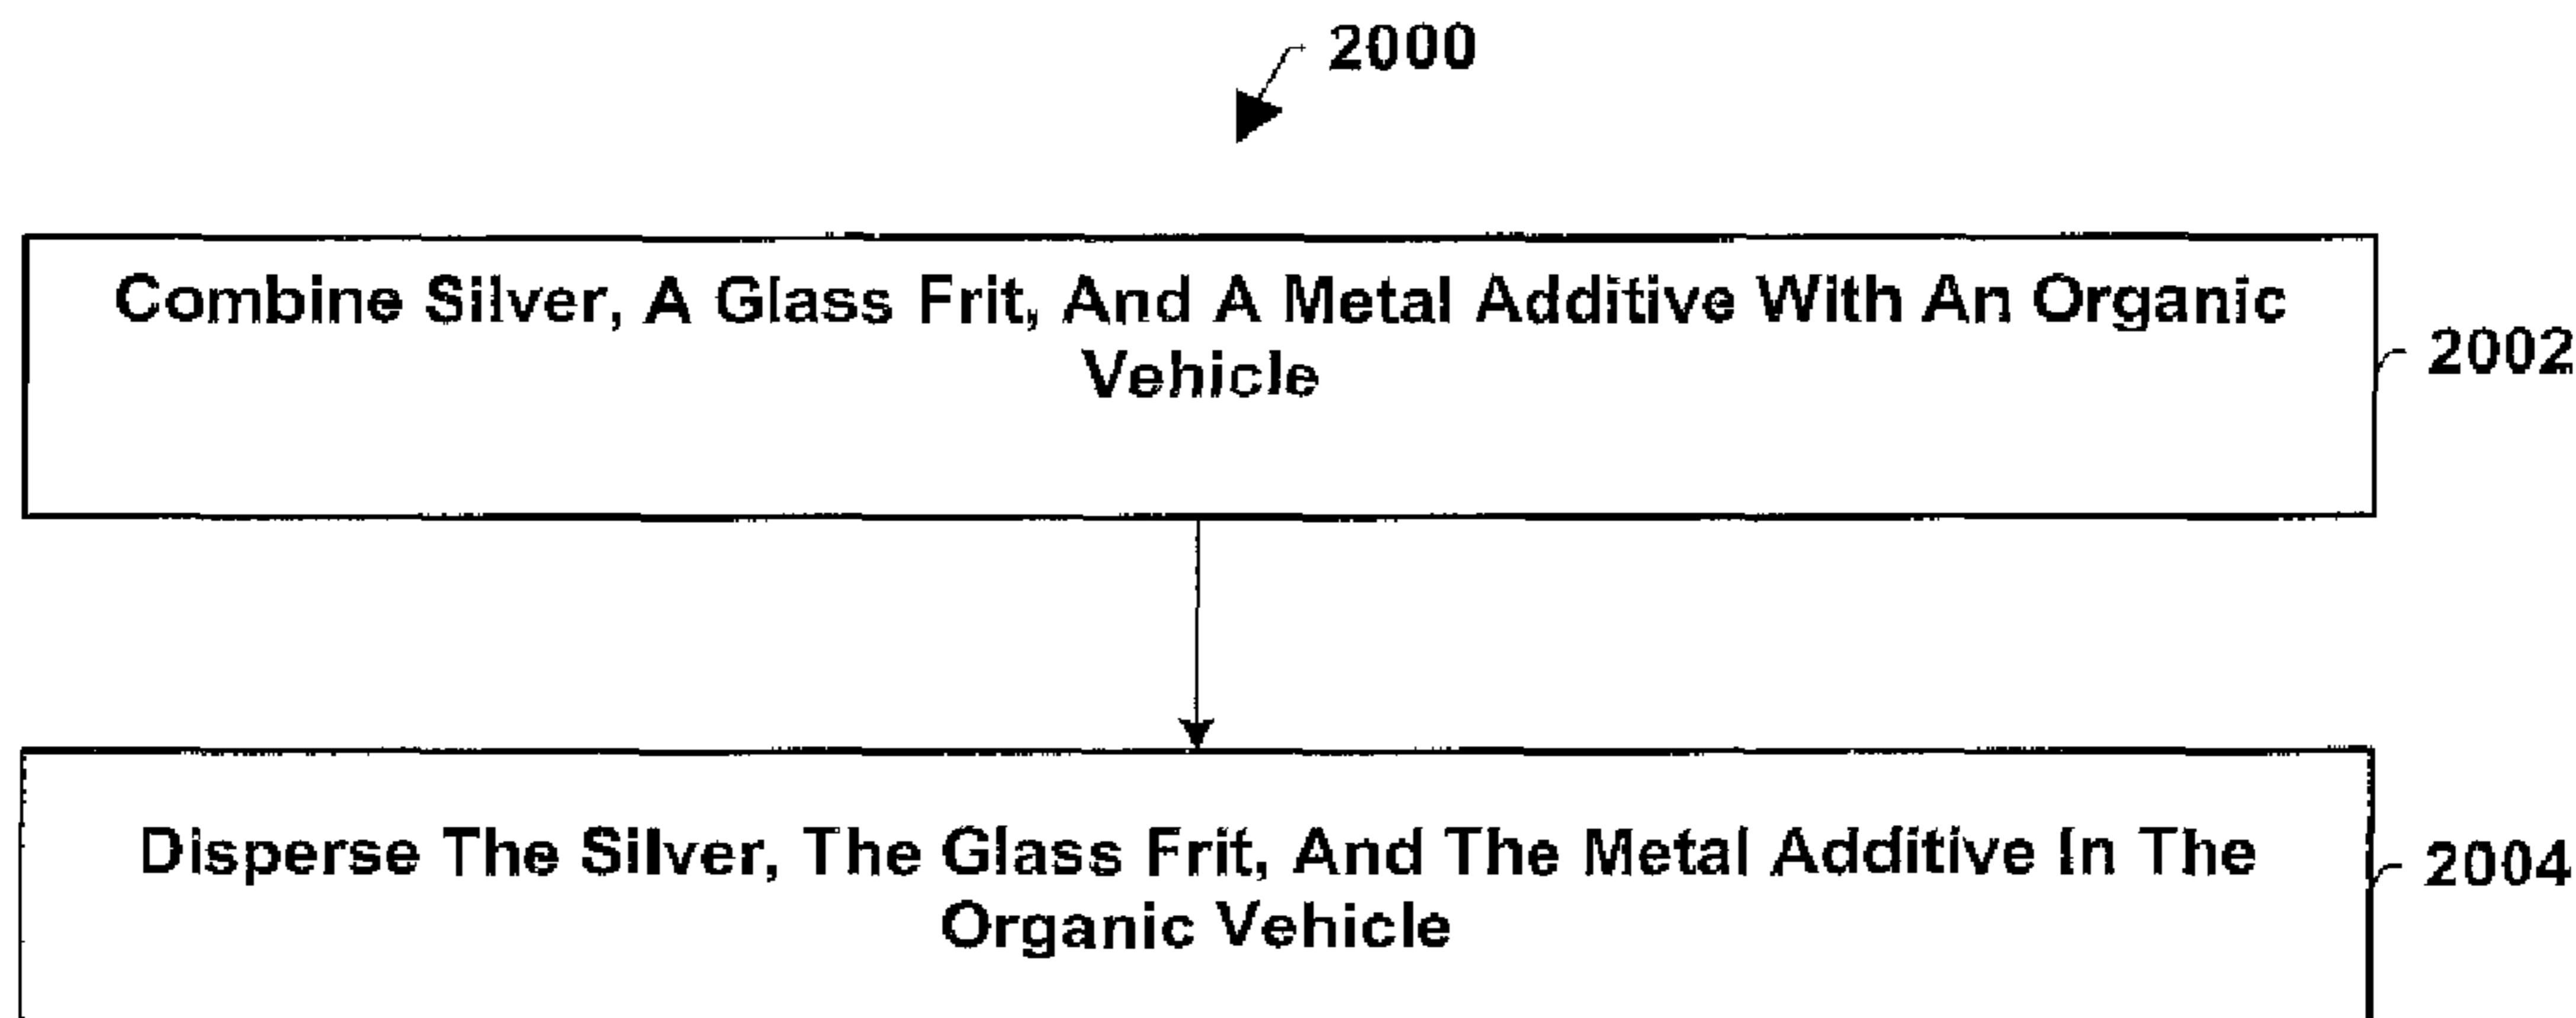 2000
Combine Silver, A Glass Frit, And A Metal Additive With An Organic
Vehicle
2002
Disperse The Silver, The Glass Frit, And The Metal Additive In The
Organic Vehicle
2004